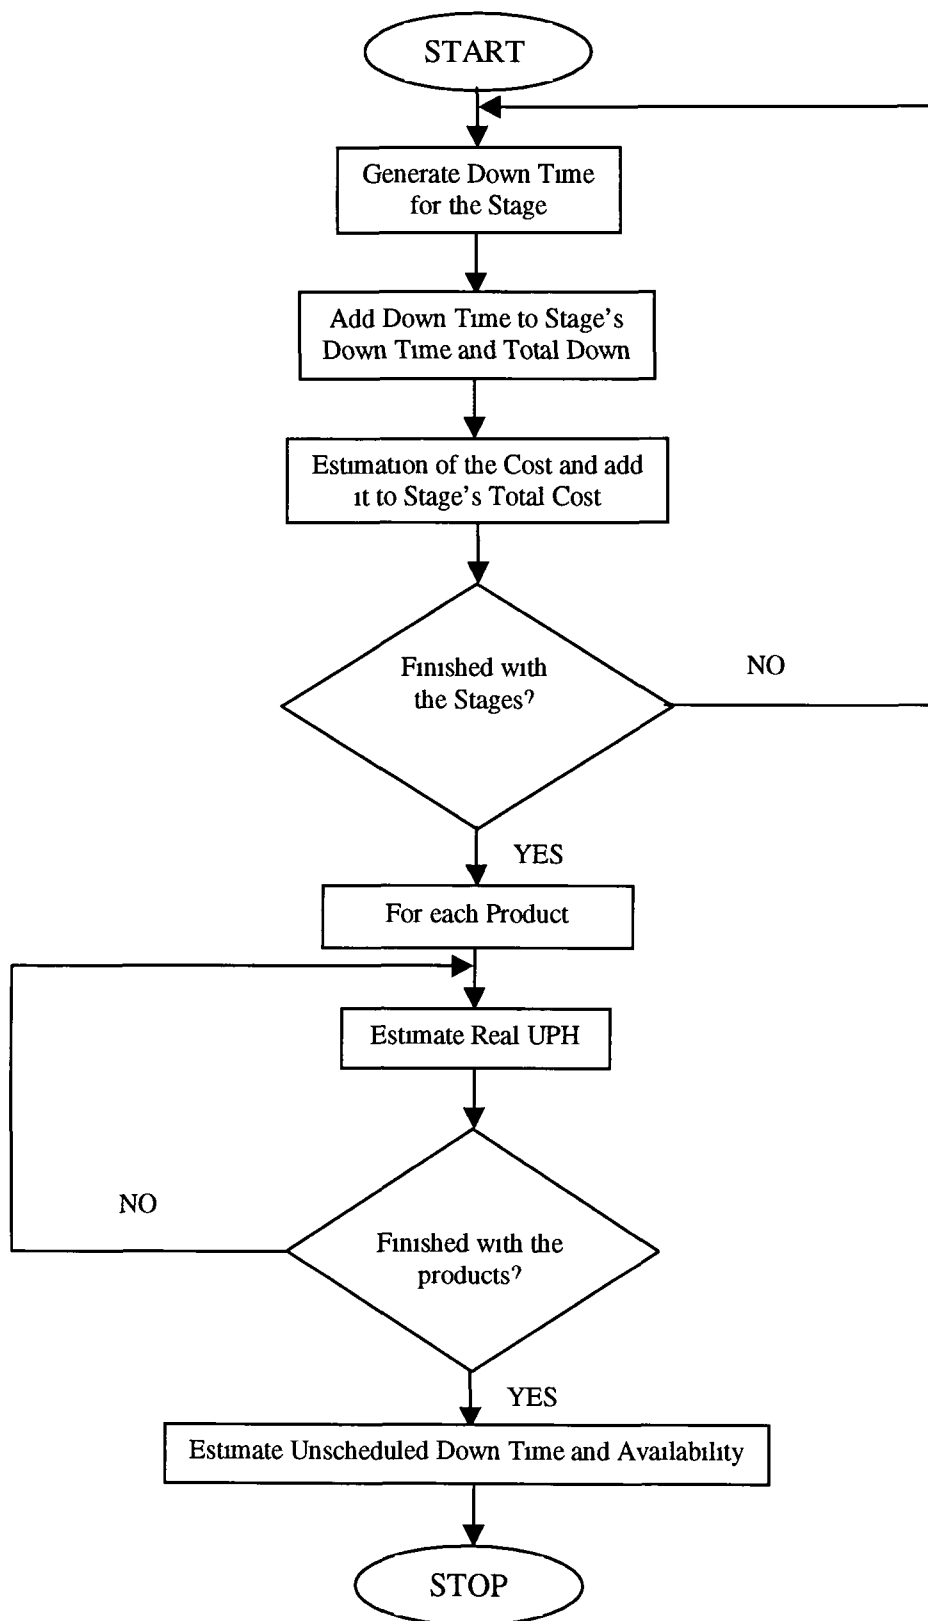 START
Generate Down Time
for the Stage
Add Down Time to Stage's
Down Time and Total Down
Estimation of the Cost and add
it to Stage's Total Cost
Finished with
the Stages?
NO
YES
For each Product
Estimate Real UPH
NO
Finished with the
products?
YES
Estimate Unscheduled Down Time and Availability
STOP